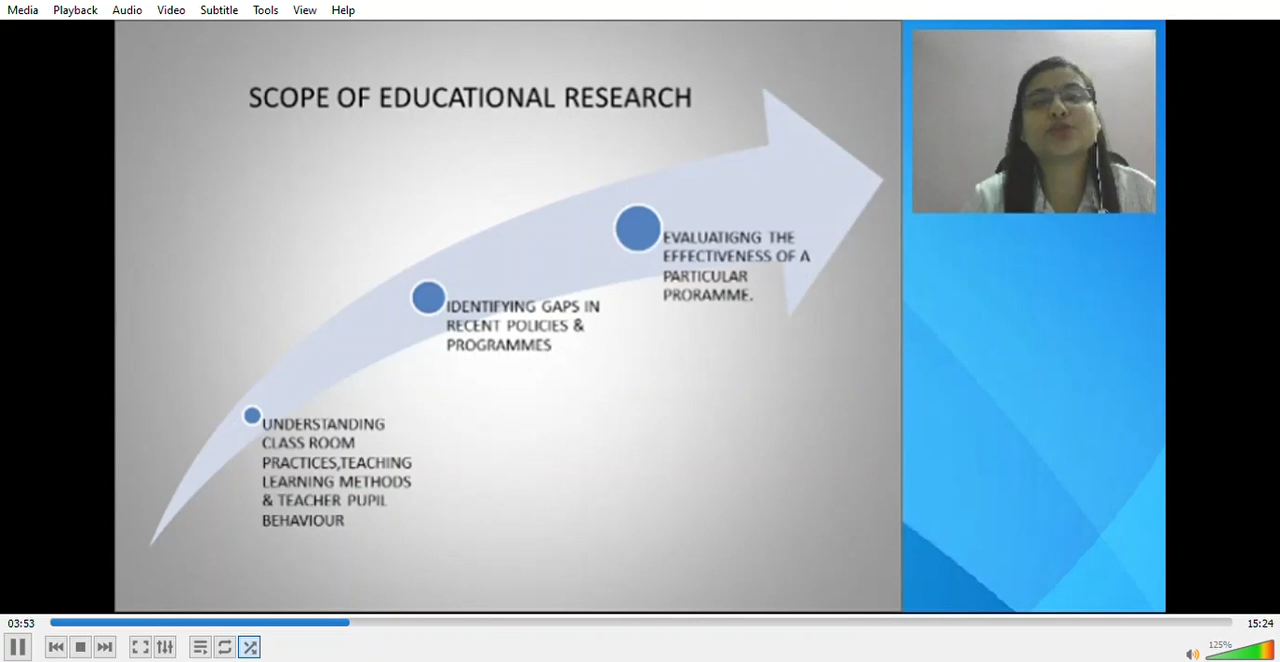 Media Playback Audio Video Subtitle Tools View Help
SCOPE OF EDUCATIONAL RESEARCH
EVALUATIGNG THE
EFFECTIVENESS OF A
PARTICULAR
PRORAMME.
IDENTIFYING GAPS IN
RECENT POLICIES &
PROGRAMMES
UNDERSTANDING
CLASS ROOM
PRACTICES,TEACHING
LEARNING METHODS
& TEACHER PUPIL
BEHAVIOUR
03:53 15:24
125%